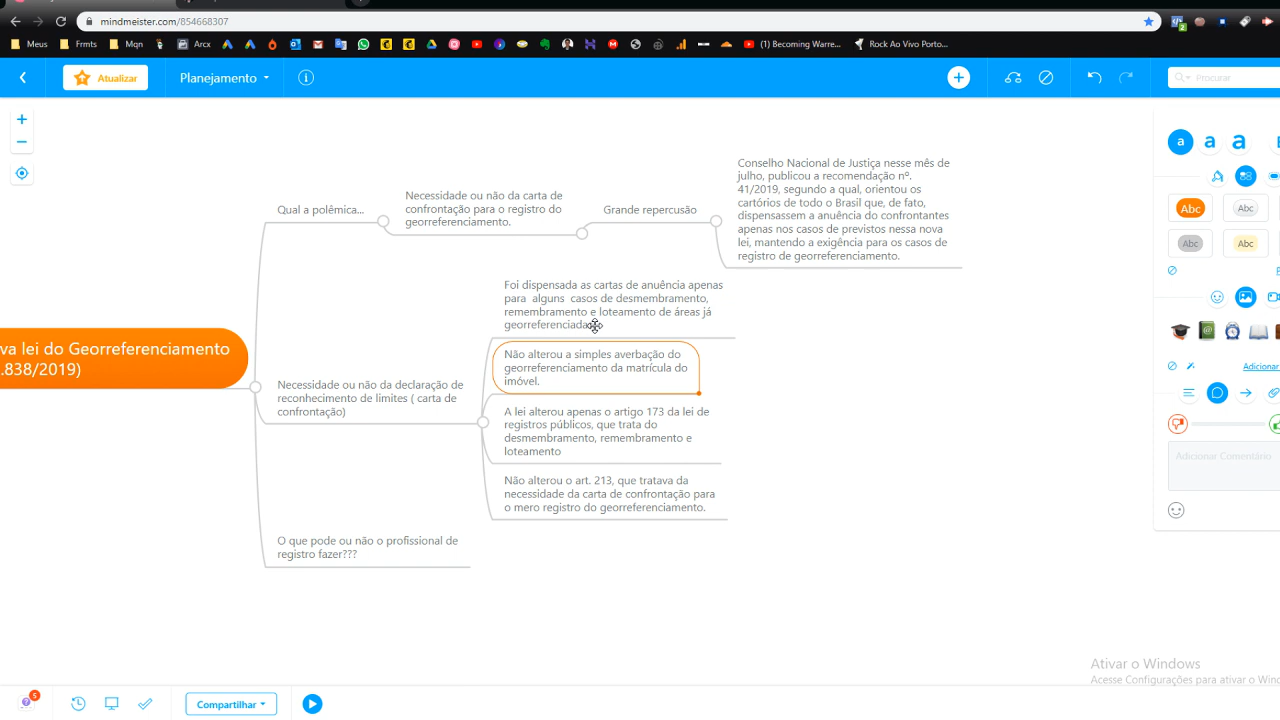 mindmeister.com/854668307
Meus
Frmts
Mqn
Arcx
(1) Becoming Warre...
Rock Ao Vivo Porto...
Atualizar
Planejamento
Procurar
a a a
Qual a polêmica...
Necessidade ou não da carta de
confrontação para o registro do
georreferenciamento.
Grande repercusão
Conselho Nacional de Justiça nesse mês de
julho, publicou a recomendação nº.
41/2019, segundo a qual, orientou os
cartórios de todo o Brasil que, de fato,
dispensassem a anuência do confrontantes
apenas nos casos de previstos nessa nova
lei, mantendo a exigência para os casos de
registro de georreferenciamento.
Abc Abc
Abc Abc
Foi dispensada as cartas de anuência apenas
para alguns casos de desmembramento,
remembramento e loteamento de áreas já
georreferenciada
va lei do Georreferenciamento
.838/2019)
Necessidade ou não da declaração de
reconhecimento de limites ( carta de
confrontação)
Não alterou a simples averbação do
georreferenciamento da matrícula do
imóvel.
A lei alterou apenas o artigo 173 da lei de
registros públicos, que trata do
desmembramento, remembramento e
loteamento
Não alterou o art. 213, que tratava da
necessidade da carta de confrontação para
o mero registro do georreferenciamento.
O que pode ou não o profissional de
registro fazer???
Adicionar
Adicionar Comentário
Ativar o Windows
Acesse Configurações para ativar o Win
5
Compartilhar